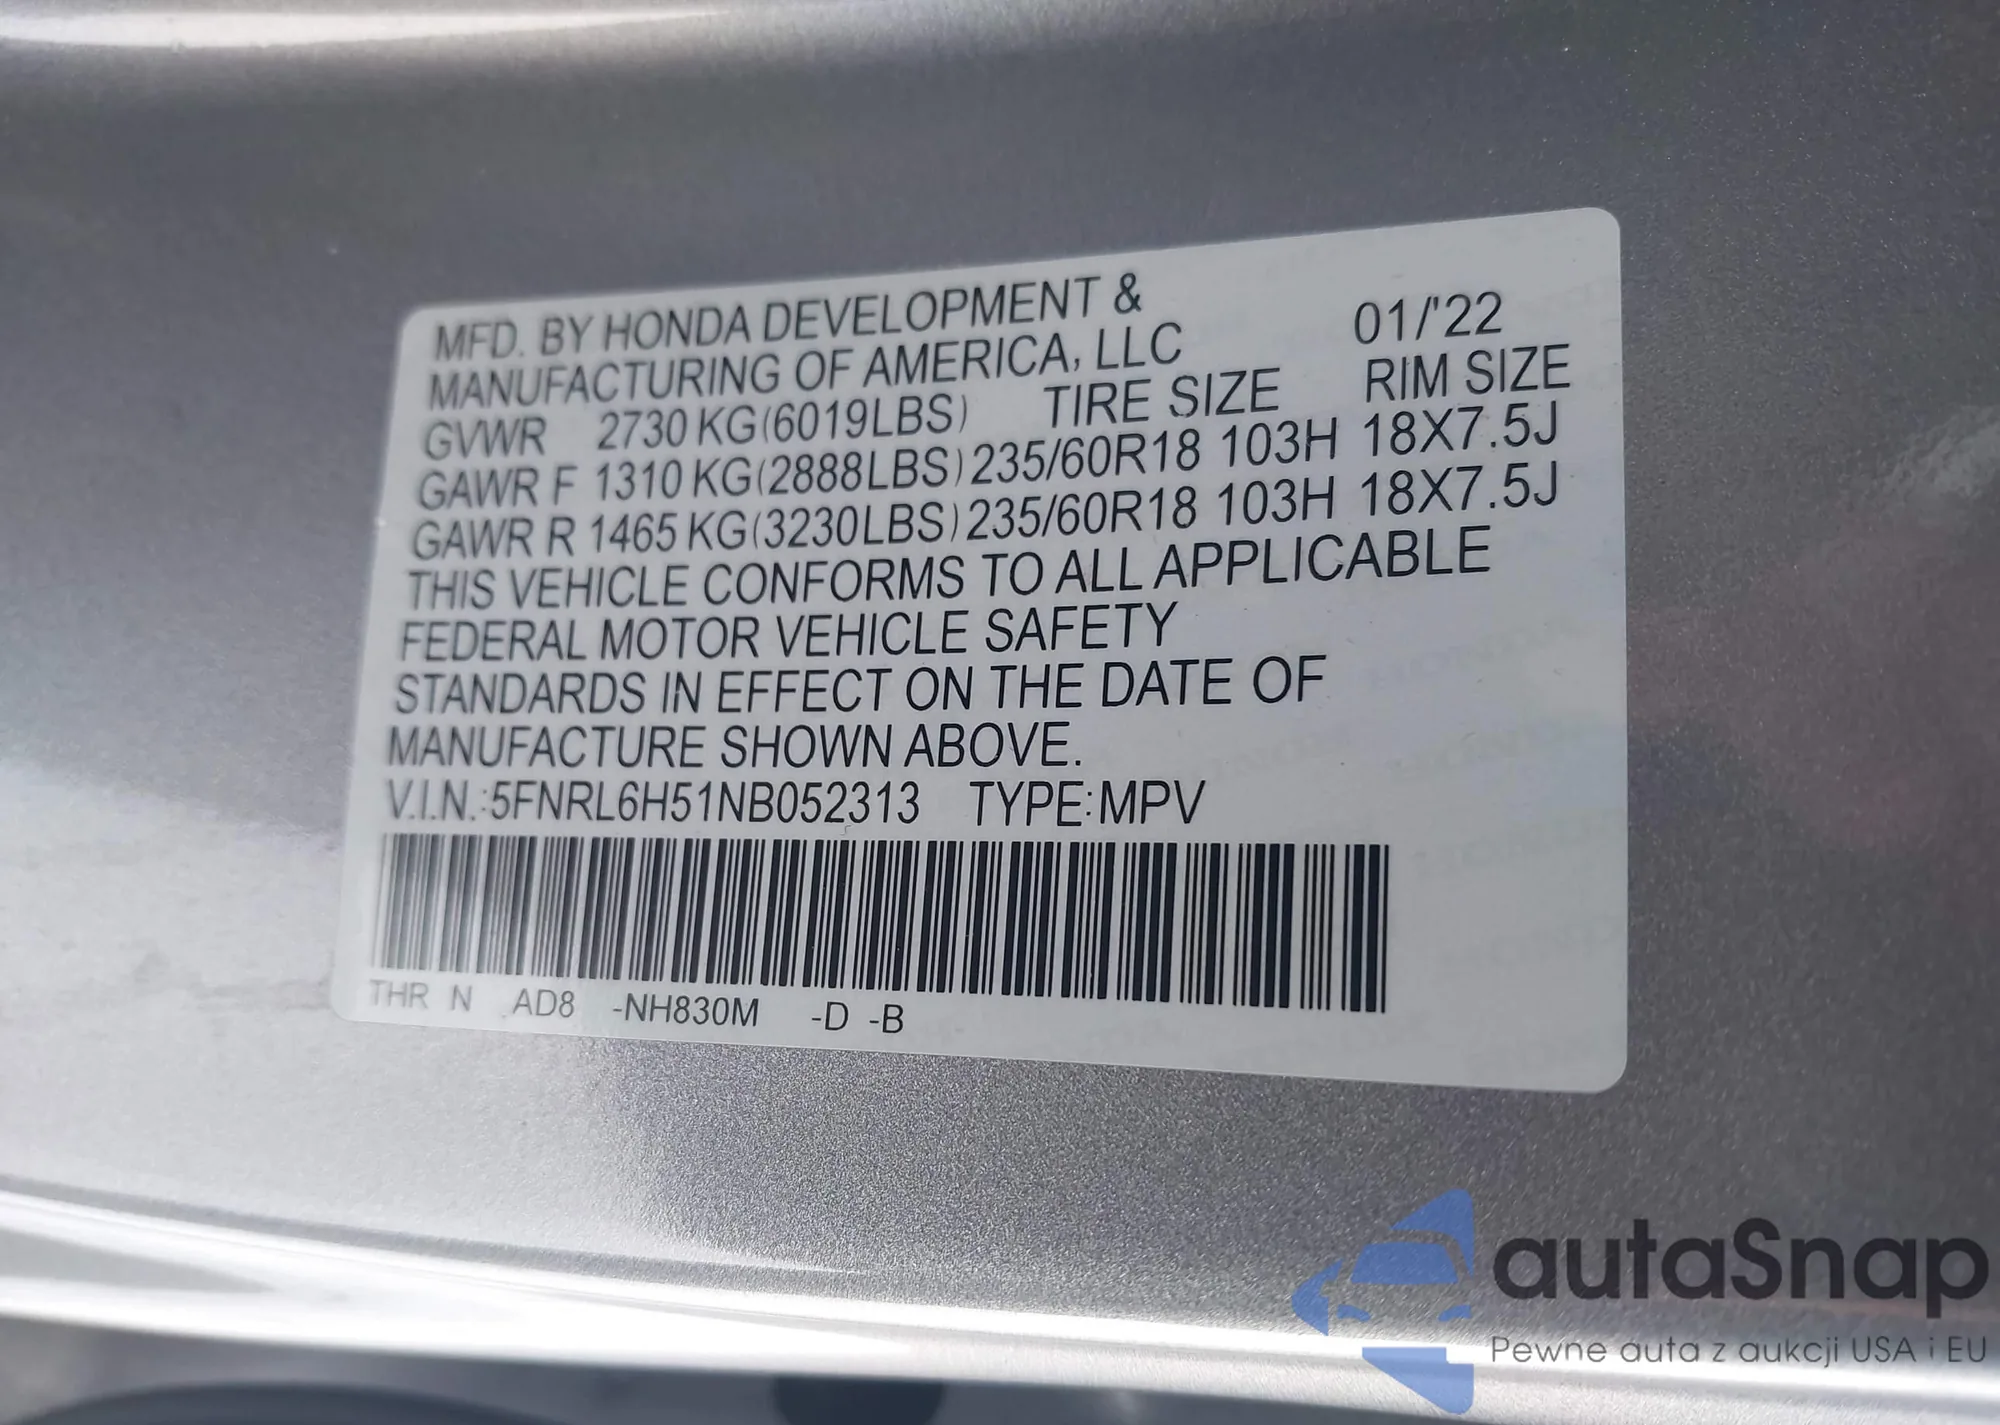 MFD. BY HONDA DEVELOPMENT &
MANUFACTURING OF AMERICA, LLC 01/'22
GVWR 2730 KG(6019LBS) TIRE SIZE RIM SIZE
GAWR F 1310 KG(2888LBS) 235/60R18 103H 18X7.5J
GAWR R 1465 KG(3230LBS) 235/60R18 103H 18X7.5J
THIS VEHICLE CONFORMS TO ALL APPLICABLE
FEDERAL MOTOR VEHICLE SAFETY
STANDARDS IN EFFECT ON THE DATE OF
MANUFACTURE SHOWN ABOVE.
V.I.N.:5FNRL6H51NB052313 TYPE:MPV
THR N AD8 -NH830M -D -B
autaSnap
Pewne auta z aukcji USA i EU